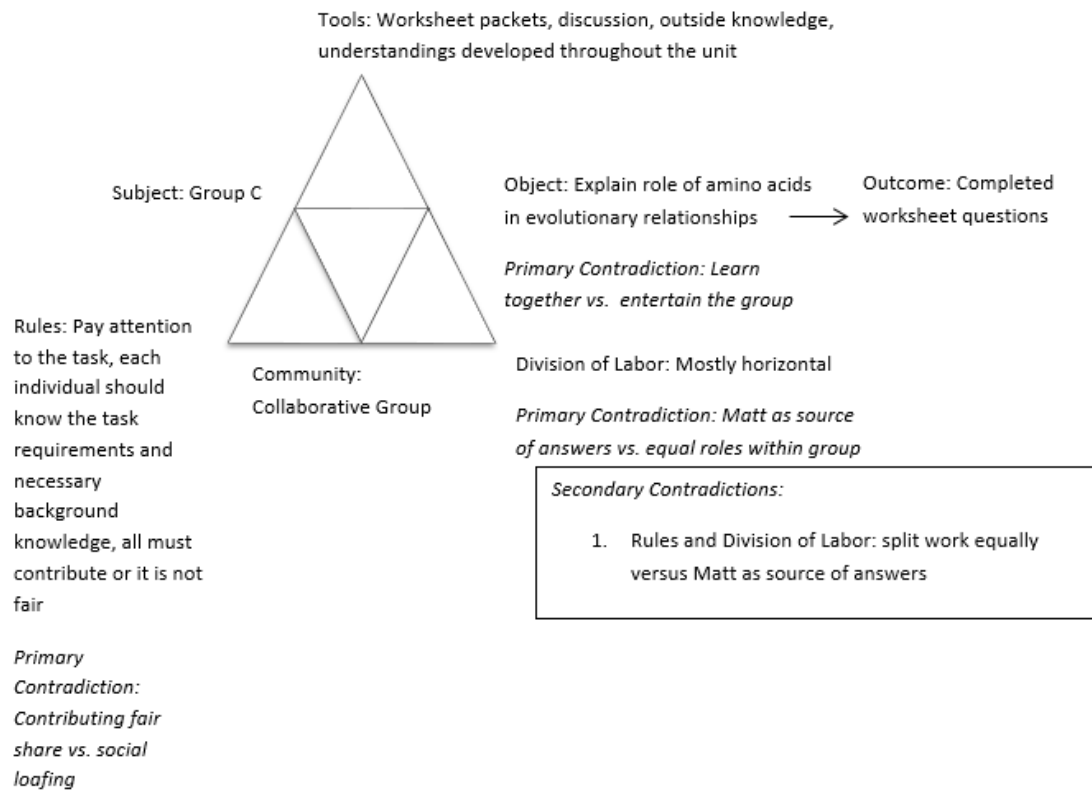 Tools: Worksheet packets, discussion, outside knowledge,
understandings developed throughout the unit
Subject: Group C
Object: Explain role of amino acids
in evolutionary relationships
Outcome: Completed
worksheet questions
Primary Contradiction: Learn
together vs. entertain the group
Rules: Pay attention
to the task, each
individual should
know the task
requirements and
necessary
background
knowledge, all must
contribute or it is not
fair
Primary
Contradiction:
Contributing fair
share vs. social
loafing
Community:
Collaborative Group
Division of Labor: Mostly horizontal
Primary Contradiction: Matt as source
of answers vs. equal roles within group
Secondary Contradictions:
1. Rules and Division of Labor: split work equally
versus Matt as source of answers